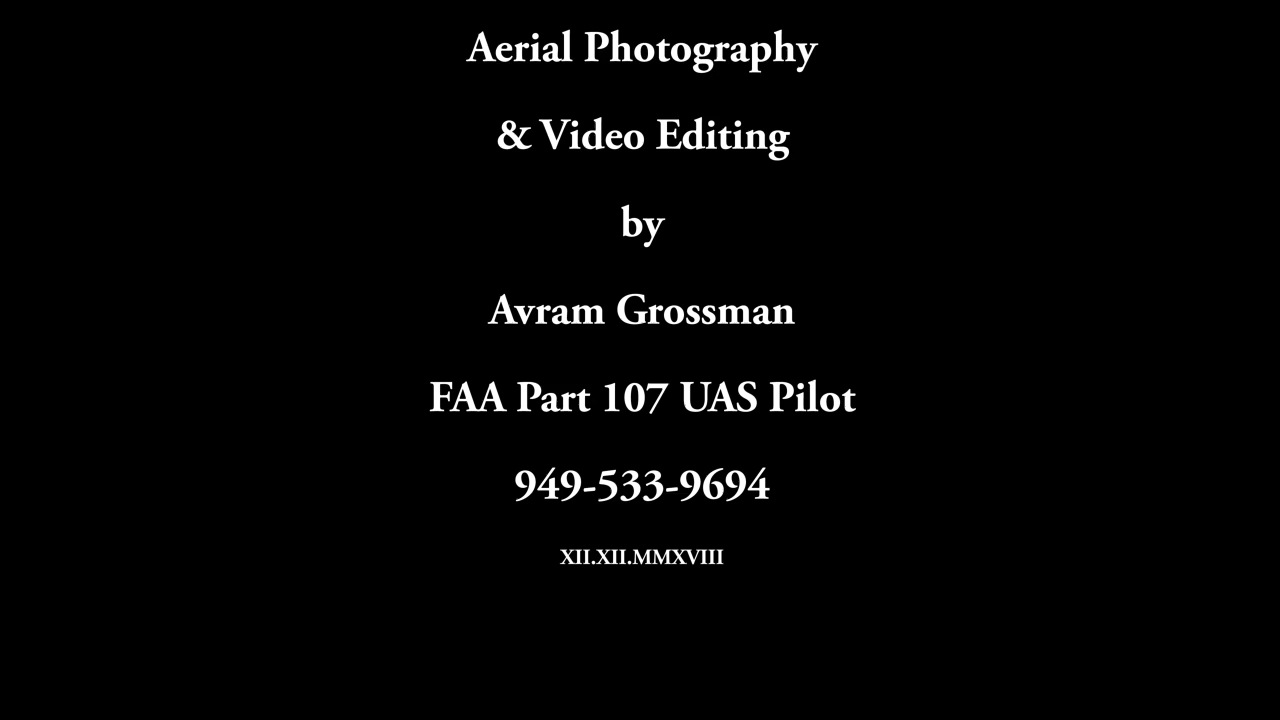 Aerial Photography
& Video Editing
by
Avram Grossman
FAA Part 107 UAS Pilot
949-533-9694
XII.XII.MMXVIII